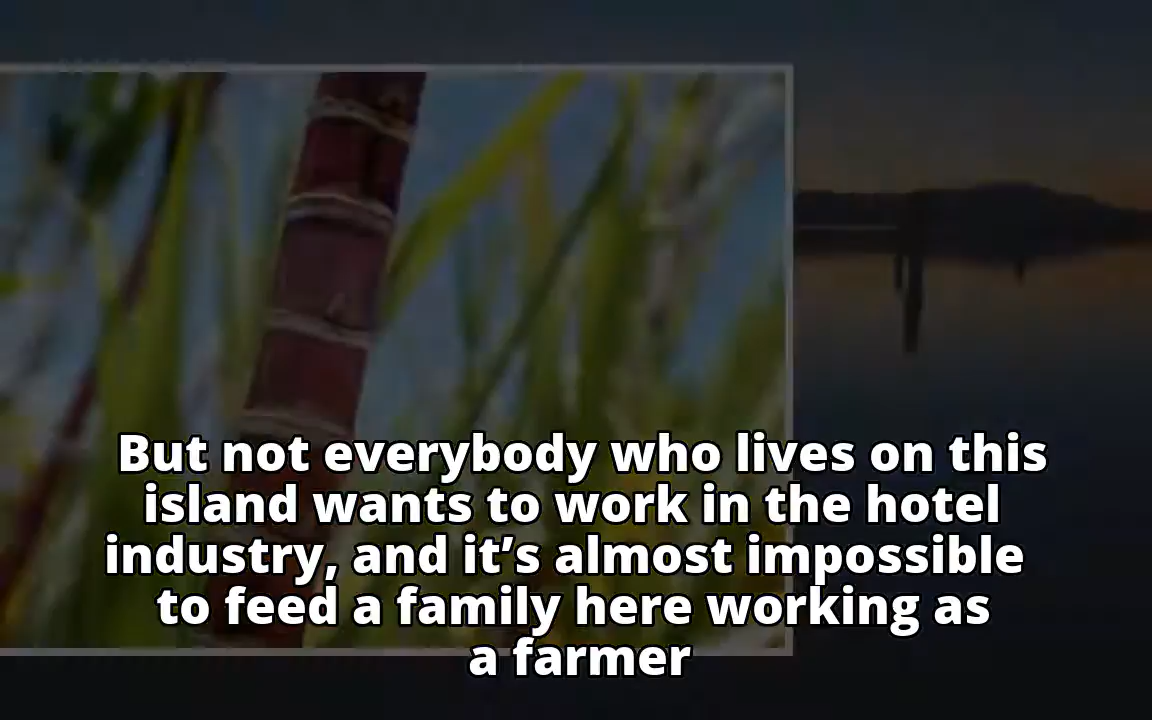 But not everybody who lives on this
island wants to work in the hotel
industry, and it’s almost impossible
to feed a family here working as
a farmer